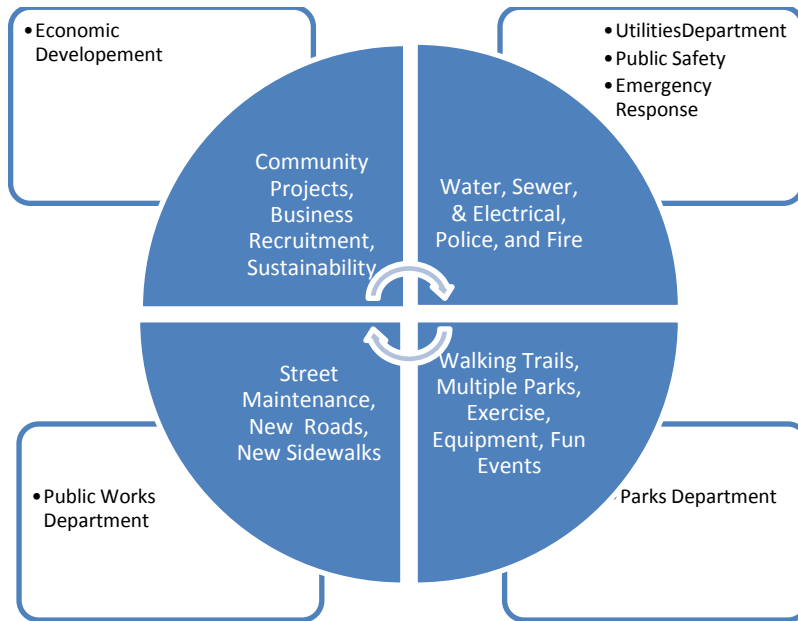 • Economic
Developement
• UtilitiesDepartment
• Public Safety
• Emergency
Response
Community
Projects,
Business
Recruitment,
Sustainability
Water, Sewer,
& Electrical,
Police, and Fire
Street
Maintenance,
New Roads,
New Sidewalks
Walking Trails,
Multiple Parks,
Exercise,
Equipment, Fun
Events
• Public Works
Department
• Parks Department